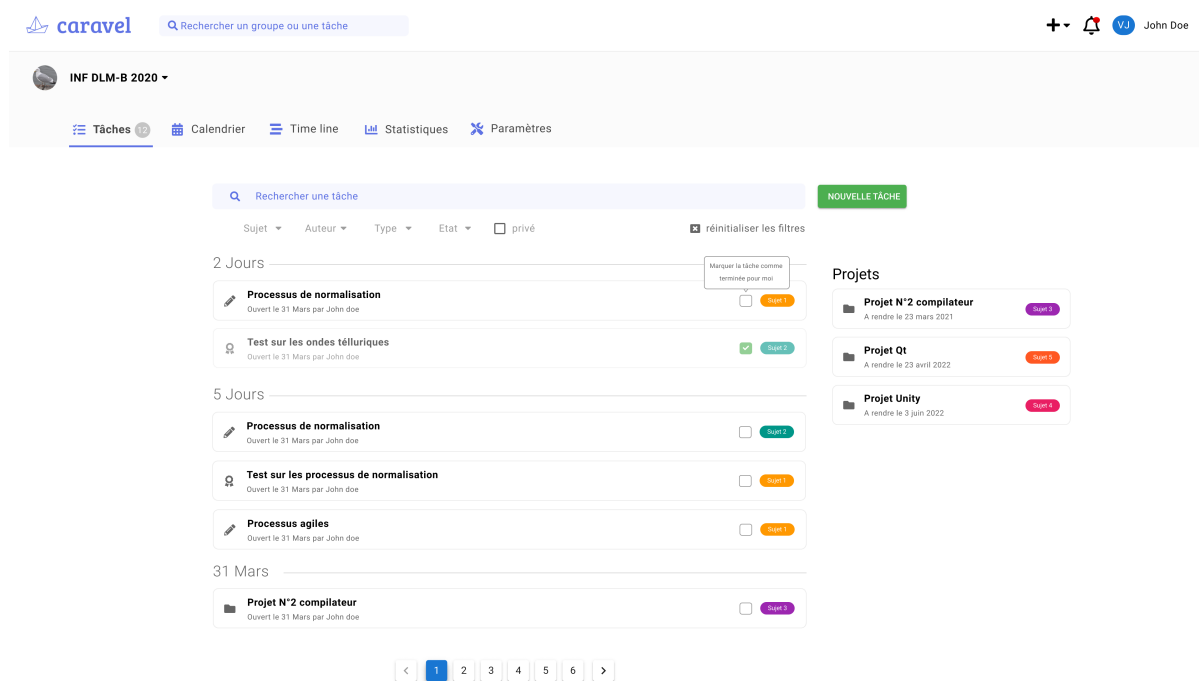 caravel
Rechercher un groupe ou une tâche
VJ
John Doe
INF DLM-B 2020
Tâches 12
Calendrier
Time line
Statistiques
Paramètres
Rechercher une tâche
NOUVELLE TÂCHE
Sujet
Auteur
Type
Etat
privé
réinitialiser les filtres
2 Jours
Marquer la tâche comme
terminée pour moi
Processus de normalisation
Ouvert le 31 Mars par John doe
Sujet 1
Test sur les ondes télluriques
Ouvert le 31 Mars par John doe
Sujet 2
5 Jours
Processus de normalisation
Ouvert le 31 Mars par John doe
Sujet 2
Test sur les processus de normalisation
Ouvert le 31 Mars par John doe
Sujet 1
Processus agiles
Ouvert le 31 Mars par John doe
Sujet 1
31 Mars
Projet N°2 compilateur
Ouvert le 31 Mars par John doe
Sujet 3
Projets
Projet N°2 compilateur
A rendre le 23 mars 2021
Sujet 3
Projet Qt
A rendre le 23 avril 2022
Sujet 5
Projet Unity
A rendre le 3 juin 2022
Sujet 4
< 1 2 3 4 5 6 >